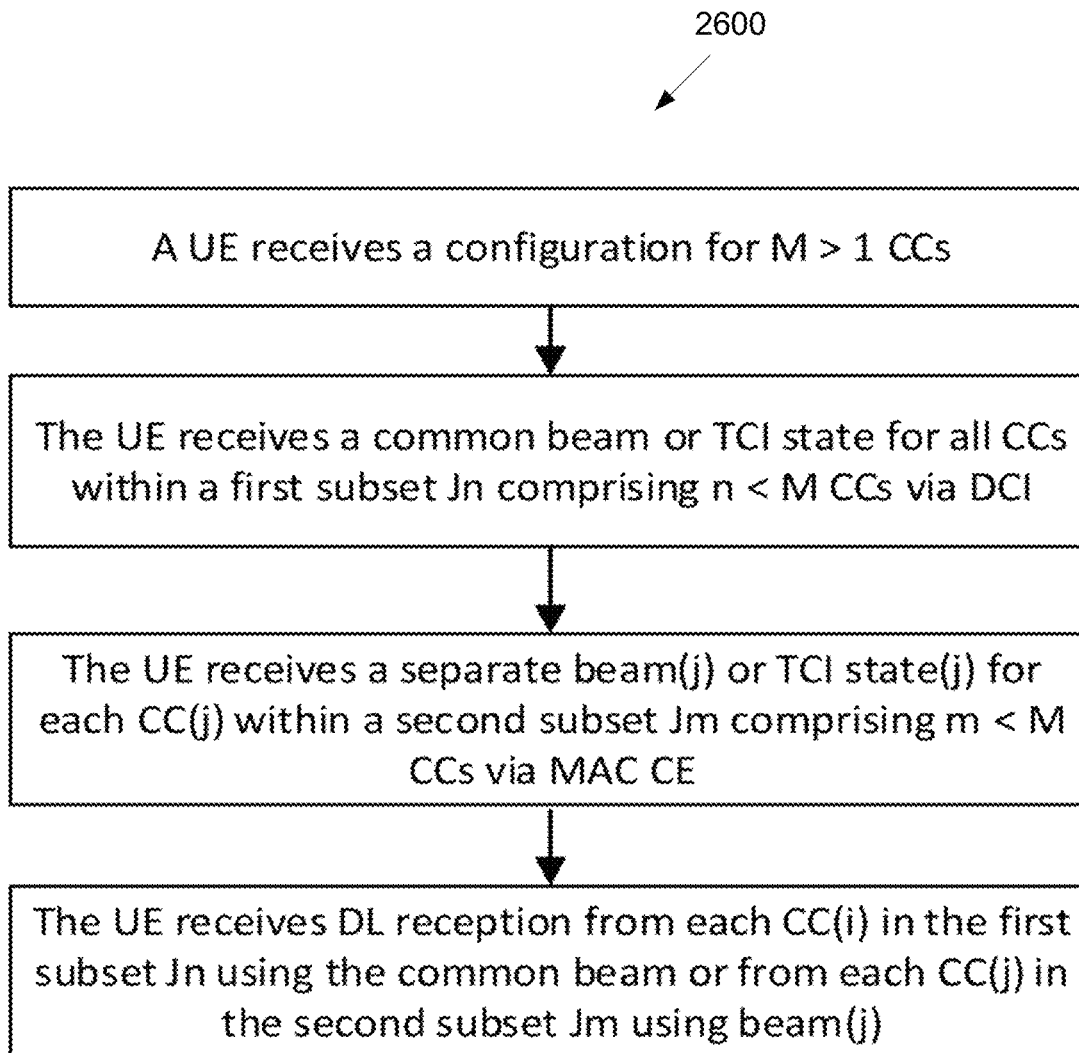 2600
A UE receives a configuration for M > 1 CCs
The UE receives a common beam or TCI state for all CCs
within a first subset Jn comprising n < M CCs via DCI
The UE receives a separate beam(j) or TCI state(j) for
each CC(j) within a second subset Jm comprising m < M
CCs via MAC CE
The UE receives DL reception from each CC(i) in the first
subset Jn using the common beam or from each CC(j) in
the second subset Jm using beam(j)